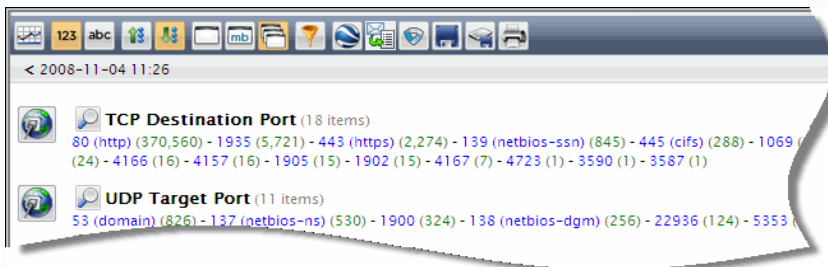 123 abc mb
< 2008-11-04 11:26
TCP Destination Port (18 items)
80 (http) (370,560) - 1935 (5,721) - 443 (https) (2,274) - 139 (netbios-ssn) (845) - 445 (cifs) (288) - 1069
(24) - 4166 (16) - 4157 (16) - 1905 (15) - 1902 (15) - 4167 (7) - 4723 (1) - 3590 (1) - 3587 (1)
UDP Target Port (11 items)
53 (domain) (826) - 137 (netbios-ns) (530) - 1900 (324) - 138 (netbios-dgm) (256) - 22936 (124) - 5353